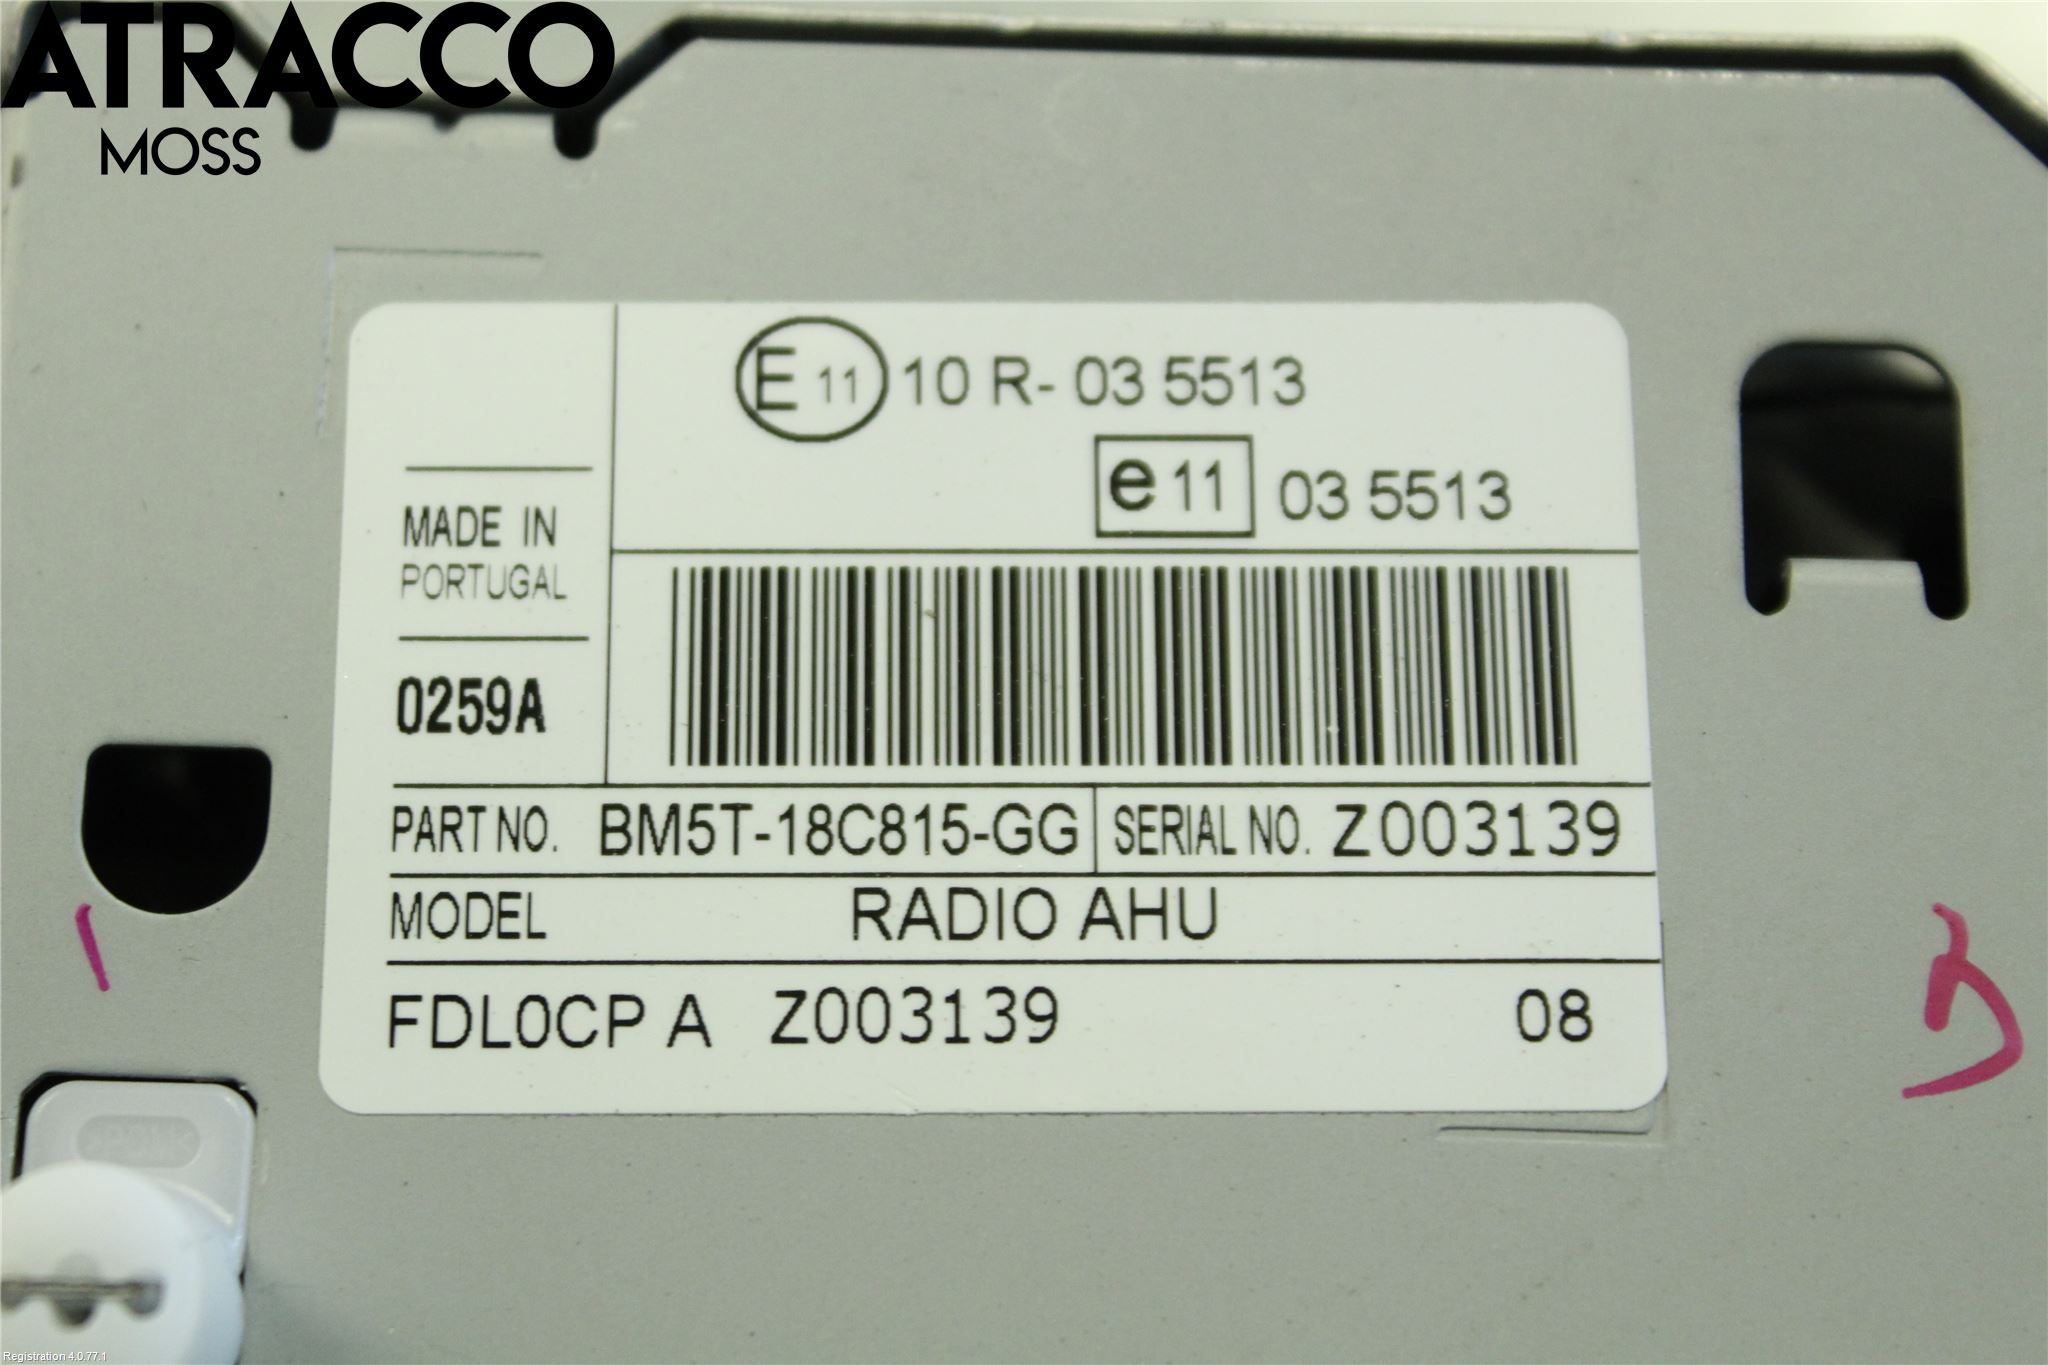 ATRACCO
MOSS
E 11 10 R- 03 5513
e 11 03 5513
MADE IN
PORTUGAL
0259A
PART NO. BM5T-18C815-GG SERIAL NO. Z003139
MODEL RADIO AHU
FDL0CP A Z003139 08
Registration 4.0.77.1